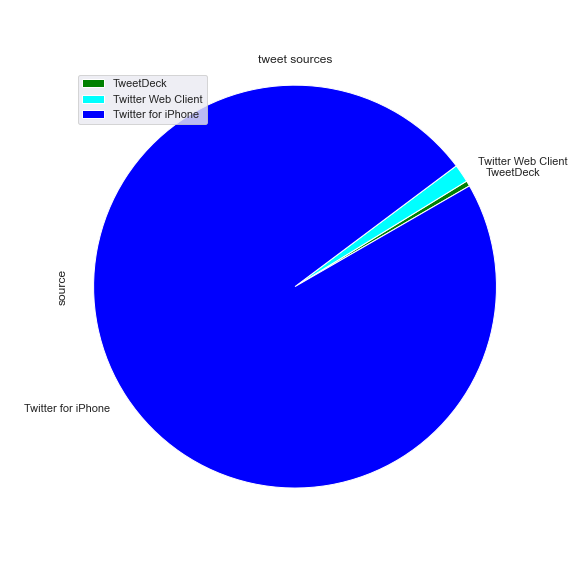 tweet sources
TweetDeck
Twitter Web Client
Twitter for iPhone
Twitter Web Client
TweetDeck
source
Twitter for iPhone